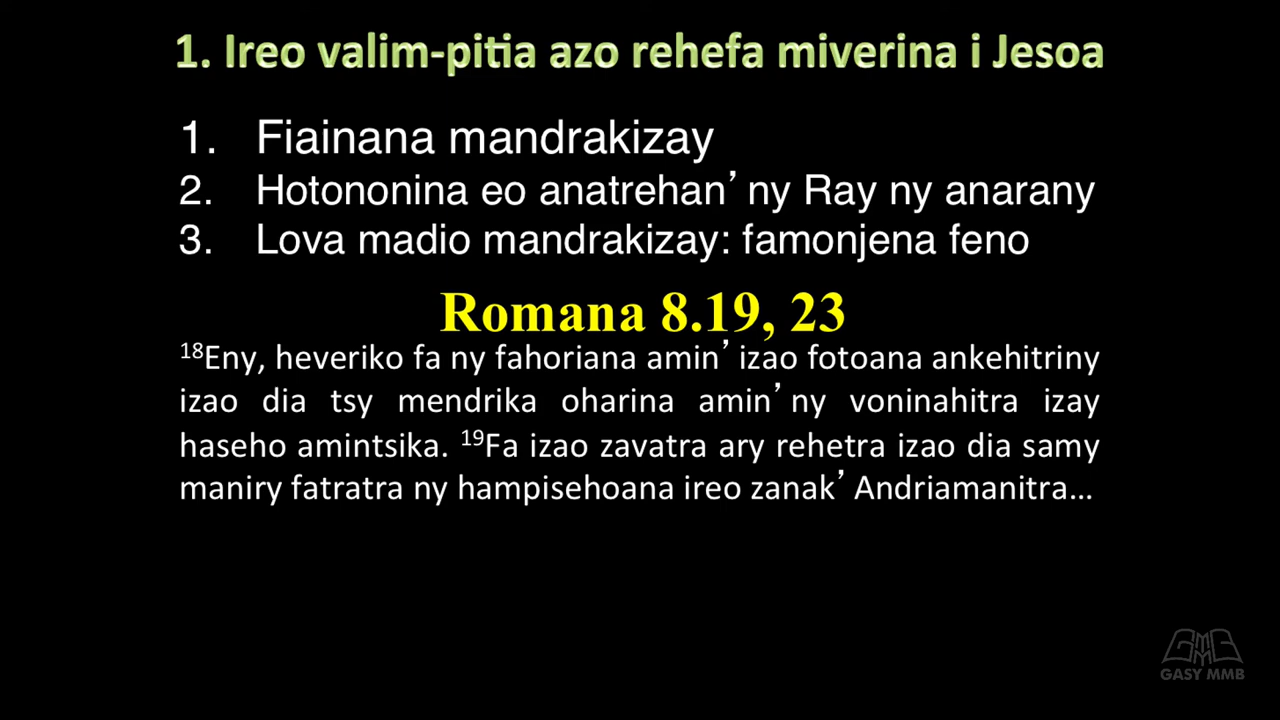 1. Ireo valim-pitia azo rehefa miverina i Jesoa
1. Fiainana mandrakizay
2. Hotononina eo anatrehan’ny Ray ny anarany
3. Lova madio mandrakizay: famonjena feno
Romana 8.19, 23
¹⁸Eny, heveriko fa ny fahoriana amin’izao fotoana ankehitriny
izao dia tsy mendrika oharina amin’ny voninahitra izay
haseho amintsika. ¹⁹Fa izao zavatra ary rehetra izao dia samy
maniry fatratra ny hampisehoana ireo zanak’Andriamanitra…
GMMB
GASY MMB